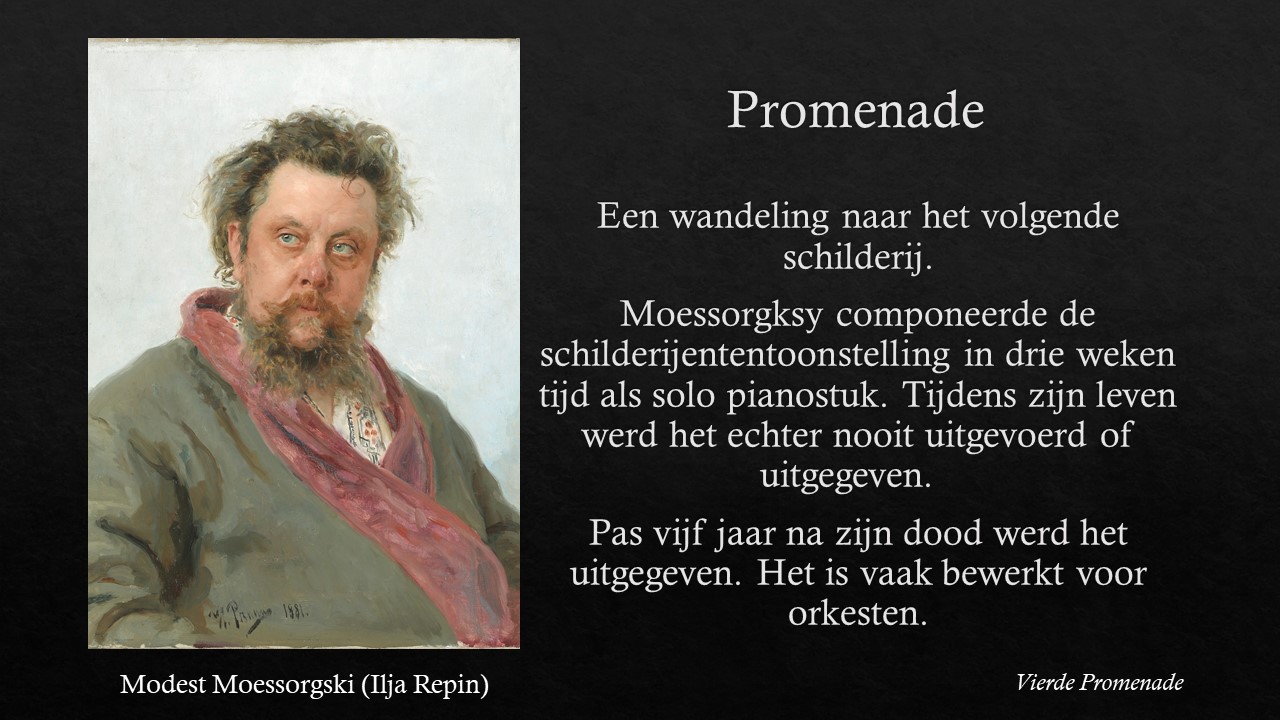 Promenade
Een wandeling naar het volgende
schilderij.
Moessorgksy componeerde de
schilderijententoonstelling in drie weken
tijd als solo pianostuk. Tijdens zijn leven
werd het echter nooit uitgevoerd of
uitgegeven.
Pas vijf jaar na zijn dood werd het
uitgegeven. Het is vaak bewerkt voor
orkesten.
1881.
Modest Moessorgski (Ilja Repin)
Vierde Promenade